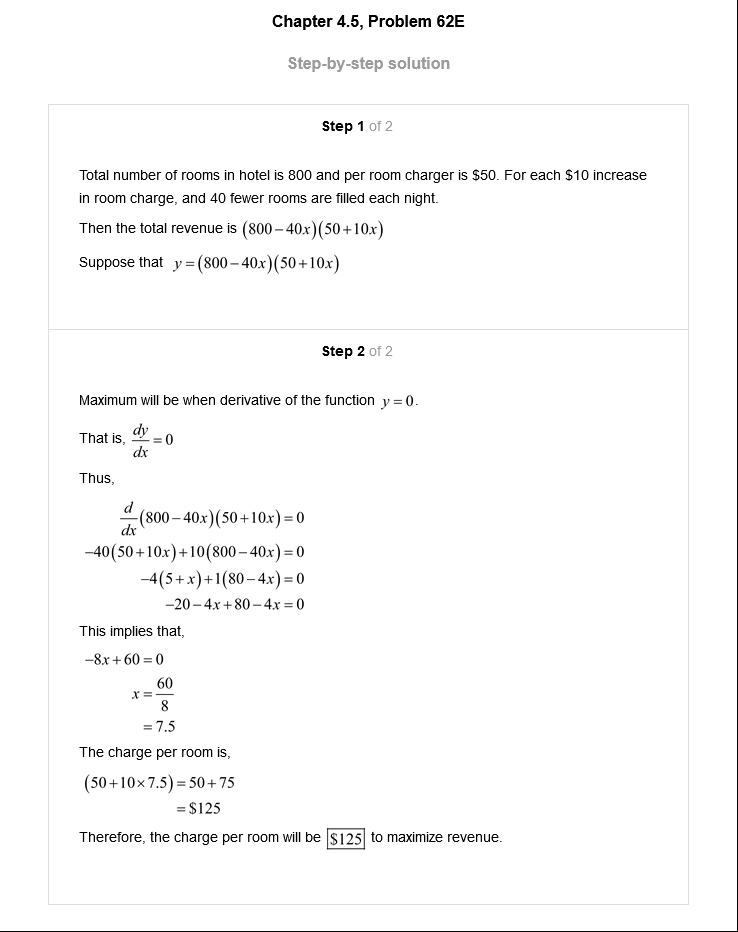 Chapter 4.5, Problem 62E
Step-by-step solution
Step 1 of 2
Total number of rooms in hotel is 800 and per room charger is $50. For each $10 increase
in room charge, and 40 fewer rooms are filled each night.
Then the total revenue is (800−40x)(50+10x)
Suppose that y=(800−40x)(50+10x)
Step 2 of 2
Maximum will be when derivative of the function y=0.
That is, dy/dx=0
Thus,
d/dx(800−40x)(50+10x)=0
−40(50+10x)+10(800−40x)=0
−4(5+x)+1(80−4x)=0
−20−4x+80−4x=0
This implies that,
−8x+60=0
x=60/8
=7.5
The charge per room is,
(50+10×7.5)=50+75
=$125
Therefore, the charge per room will be $125 to maximize revenue.